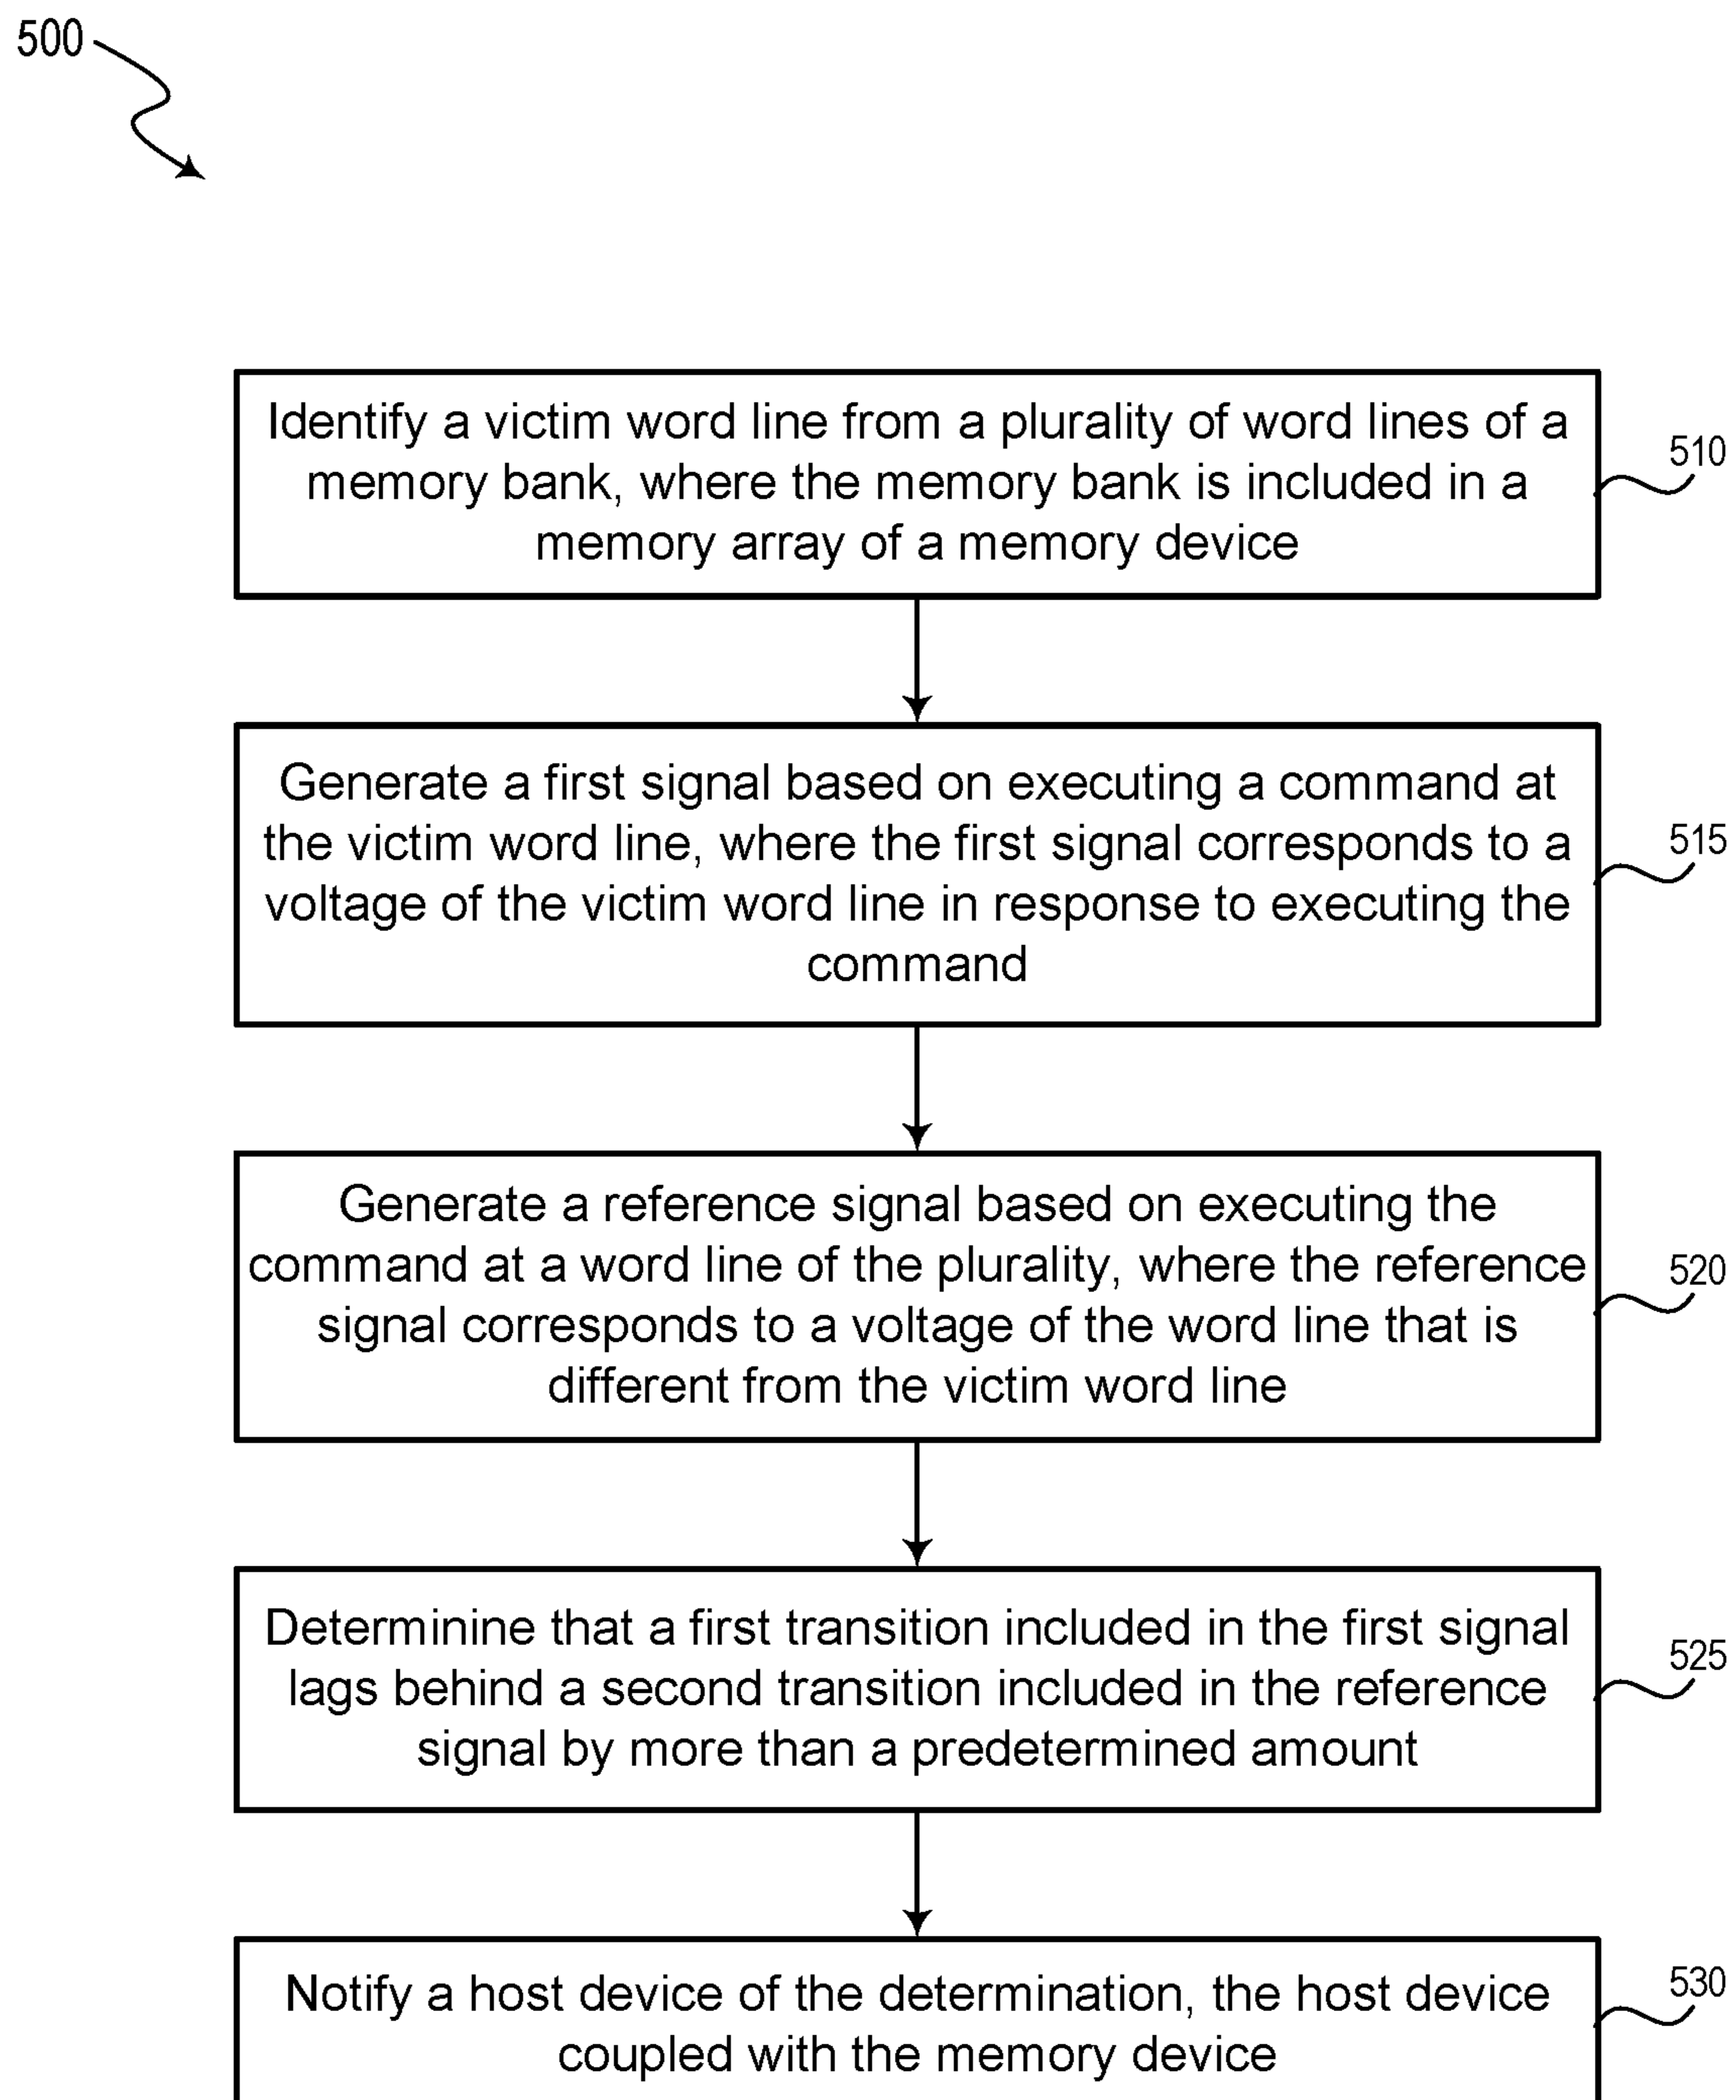 500
Identify a victim word line from a plurality of word lines of a
memory bank, where the memory bank is included in a
memory array of a memory device
510
Generate a first signal based on executing a command at
the victim word line, where the first signal corresponds to a
voltage of the victim word line in response to executing the
command
515
Generate a reference signal based on executing the
command at a word line of the plurality, where the reference
signal corresponds to a voltage of the word line that is
different from the victim word line
520
Determinine that a first transition included in the first signal
lags behind a second transition included in the reference
signal by more than a predetermined amount
525
Notify a host device of the determination, the host device
coupled with the memory device
530